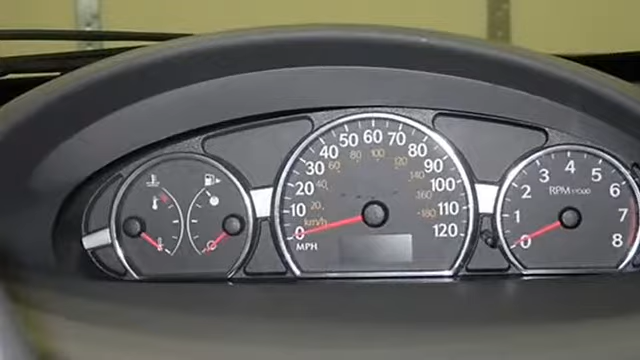 0 10 20 30 40 50 60 70 80 90 100 110 120
MPH
20 40 60 80 100 120 140 160 180
km/h
0 1 2 3 4 5 6 7 8
RPM x1000